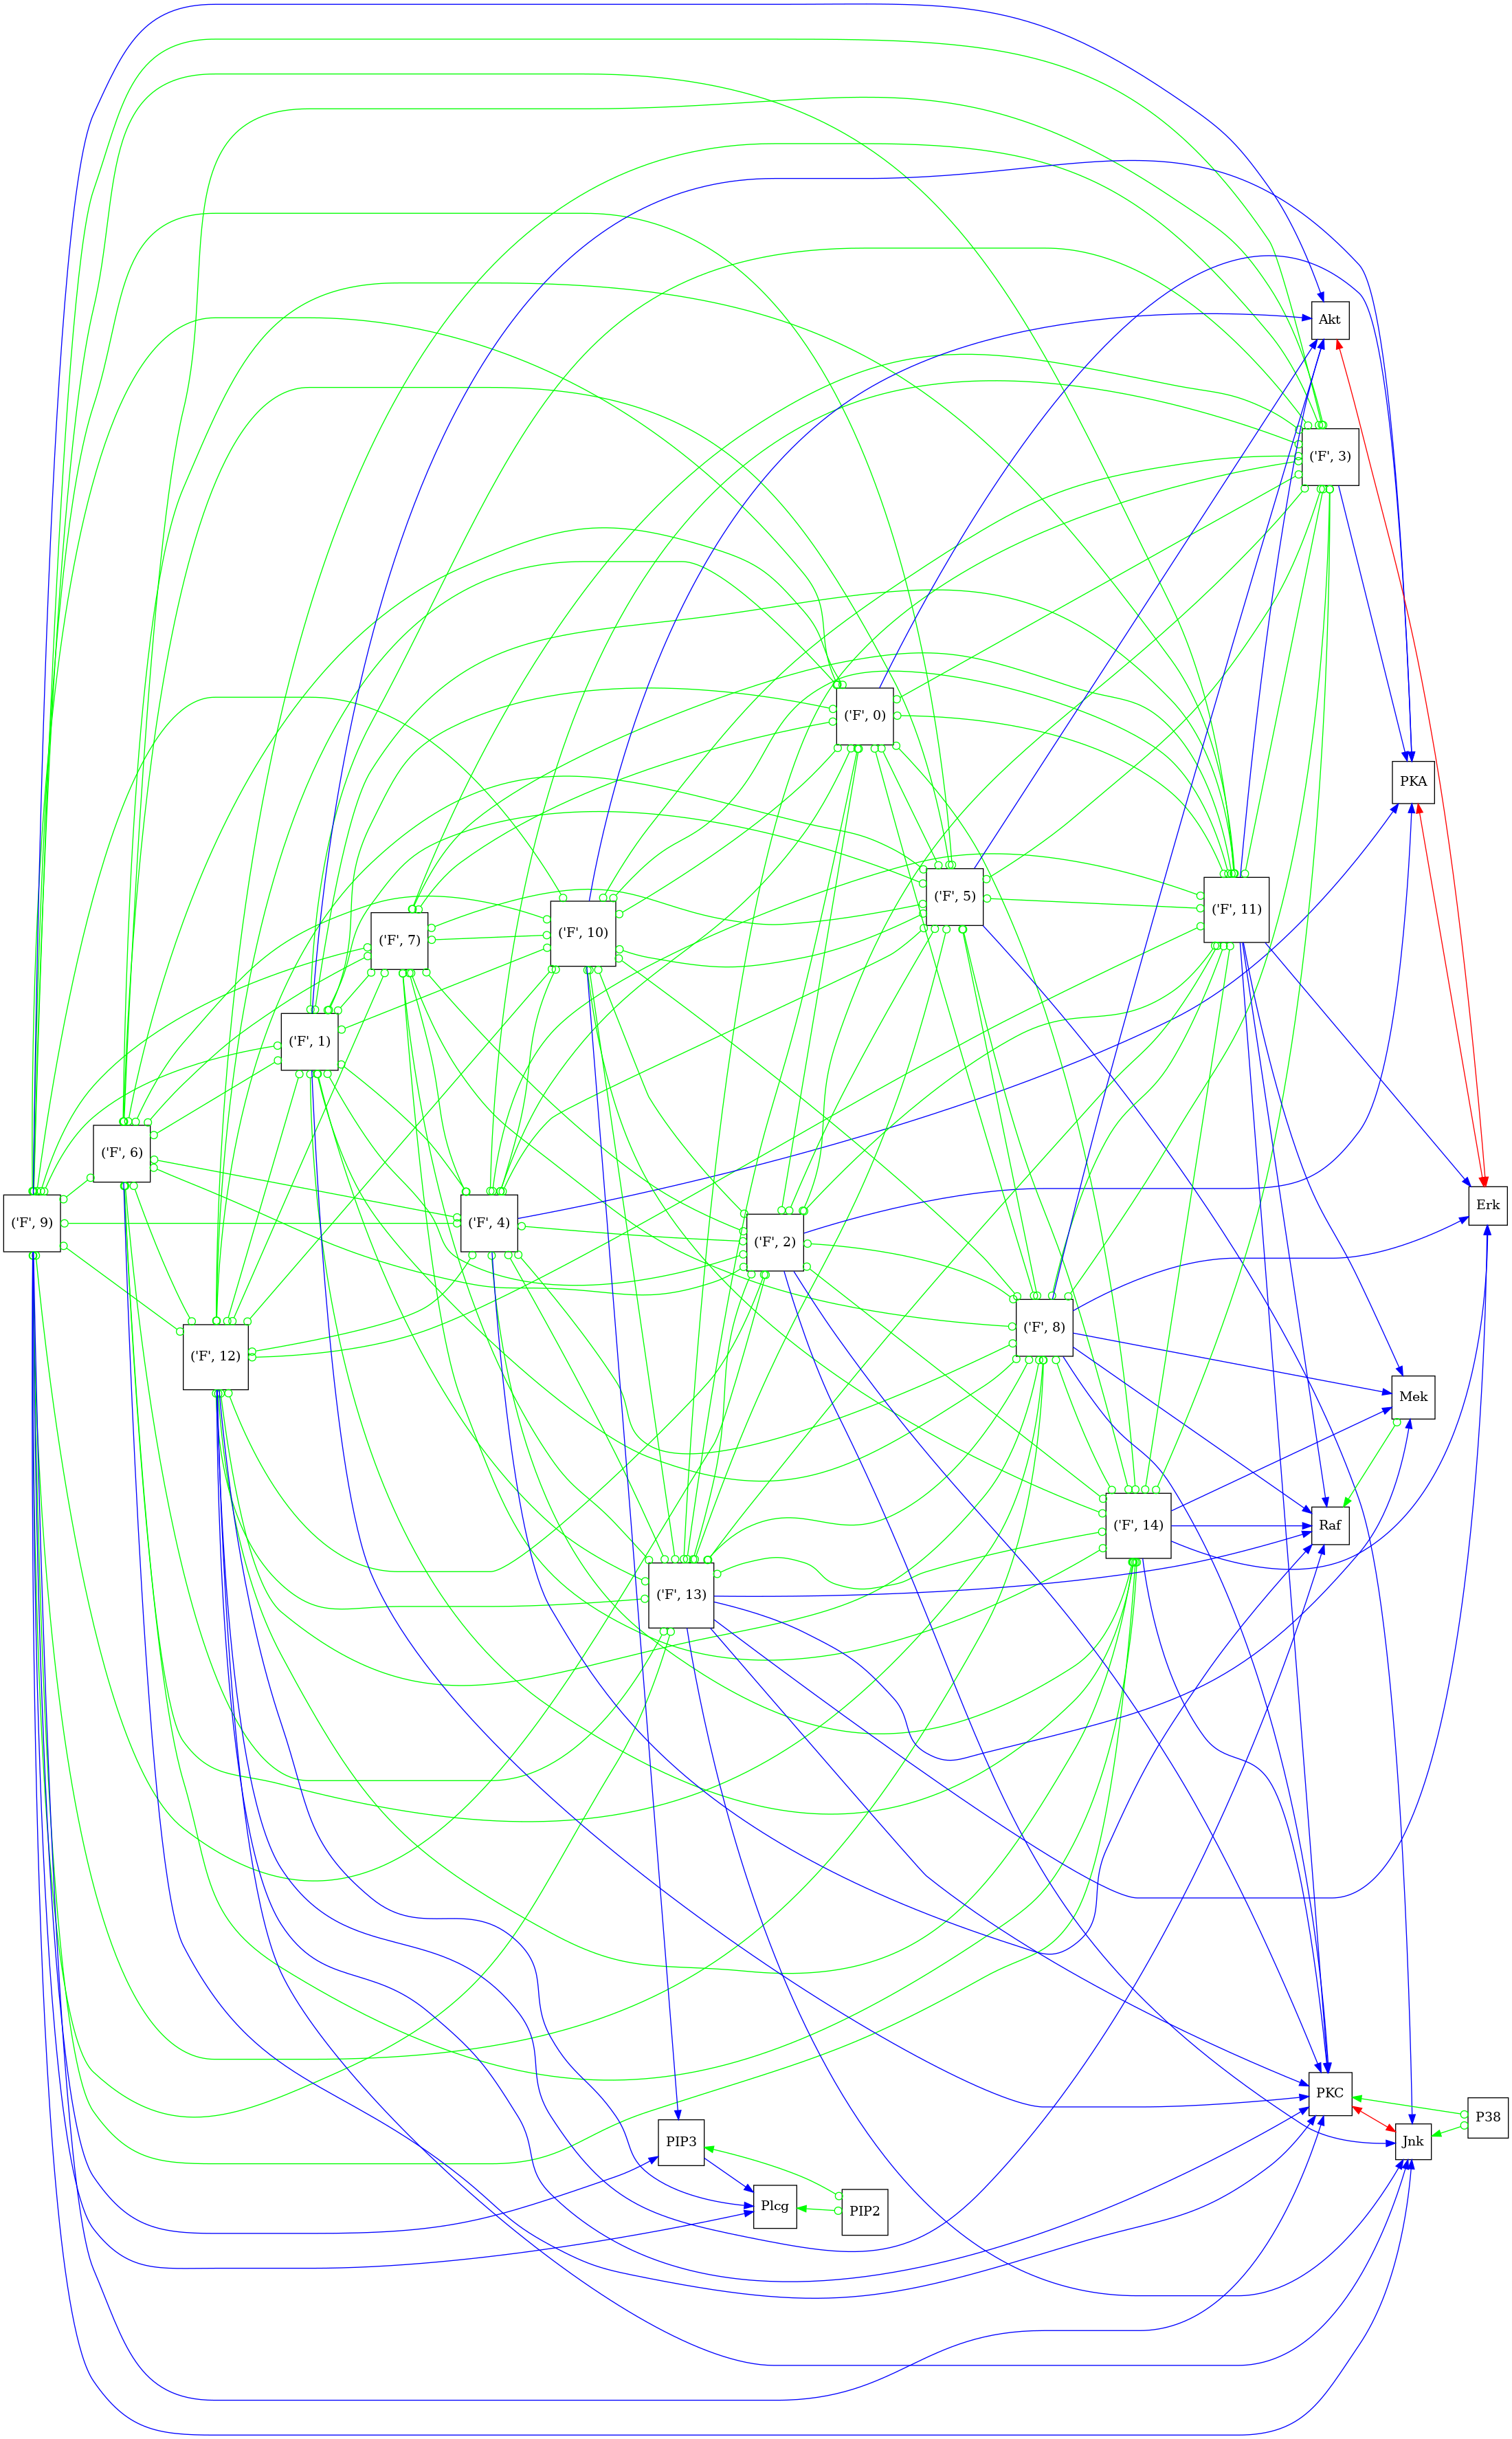 Akt
('F', 3)
('F', 0)
PKA
('F', 5)
('F', 11)
('F', 7)
('F', 10)
('F', 1)
('F', 6)
('F', 9)
('F', 4)
Erk
('F', 2)
('F', 8)
('F', 12)
Mek
('F', 14)
Raf
('F', 13)
PKC
P38
PIP3
Jnk
Plcg
PIP2